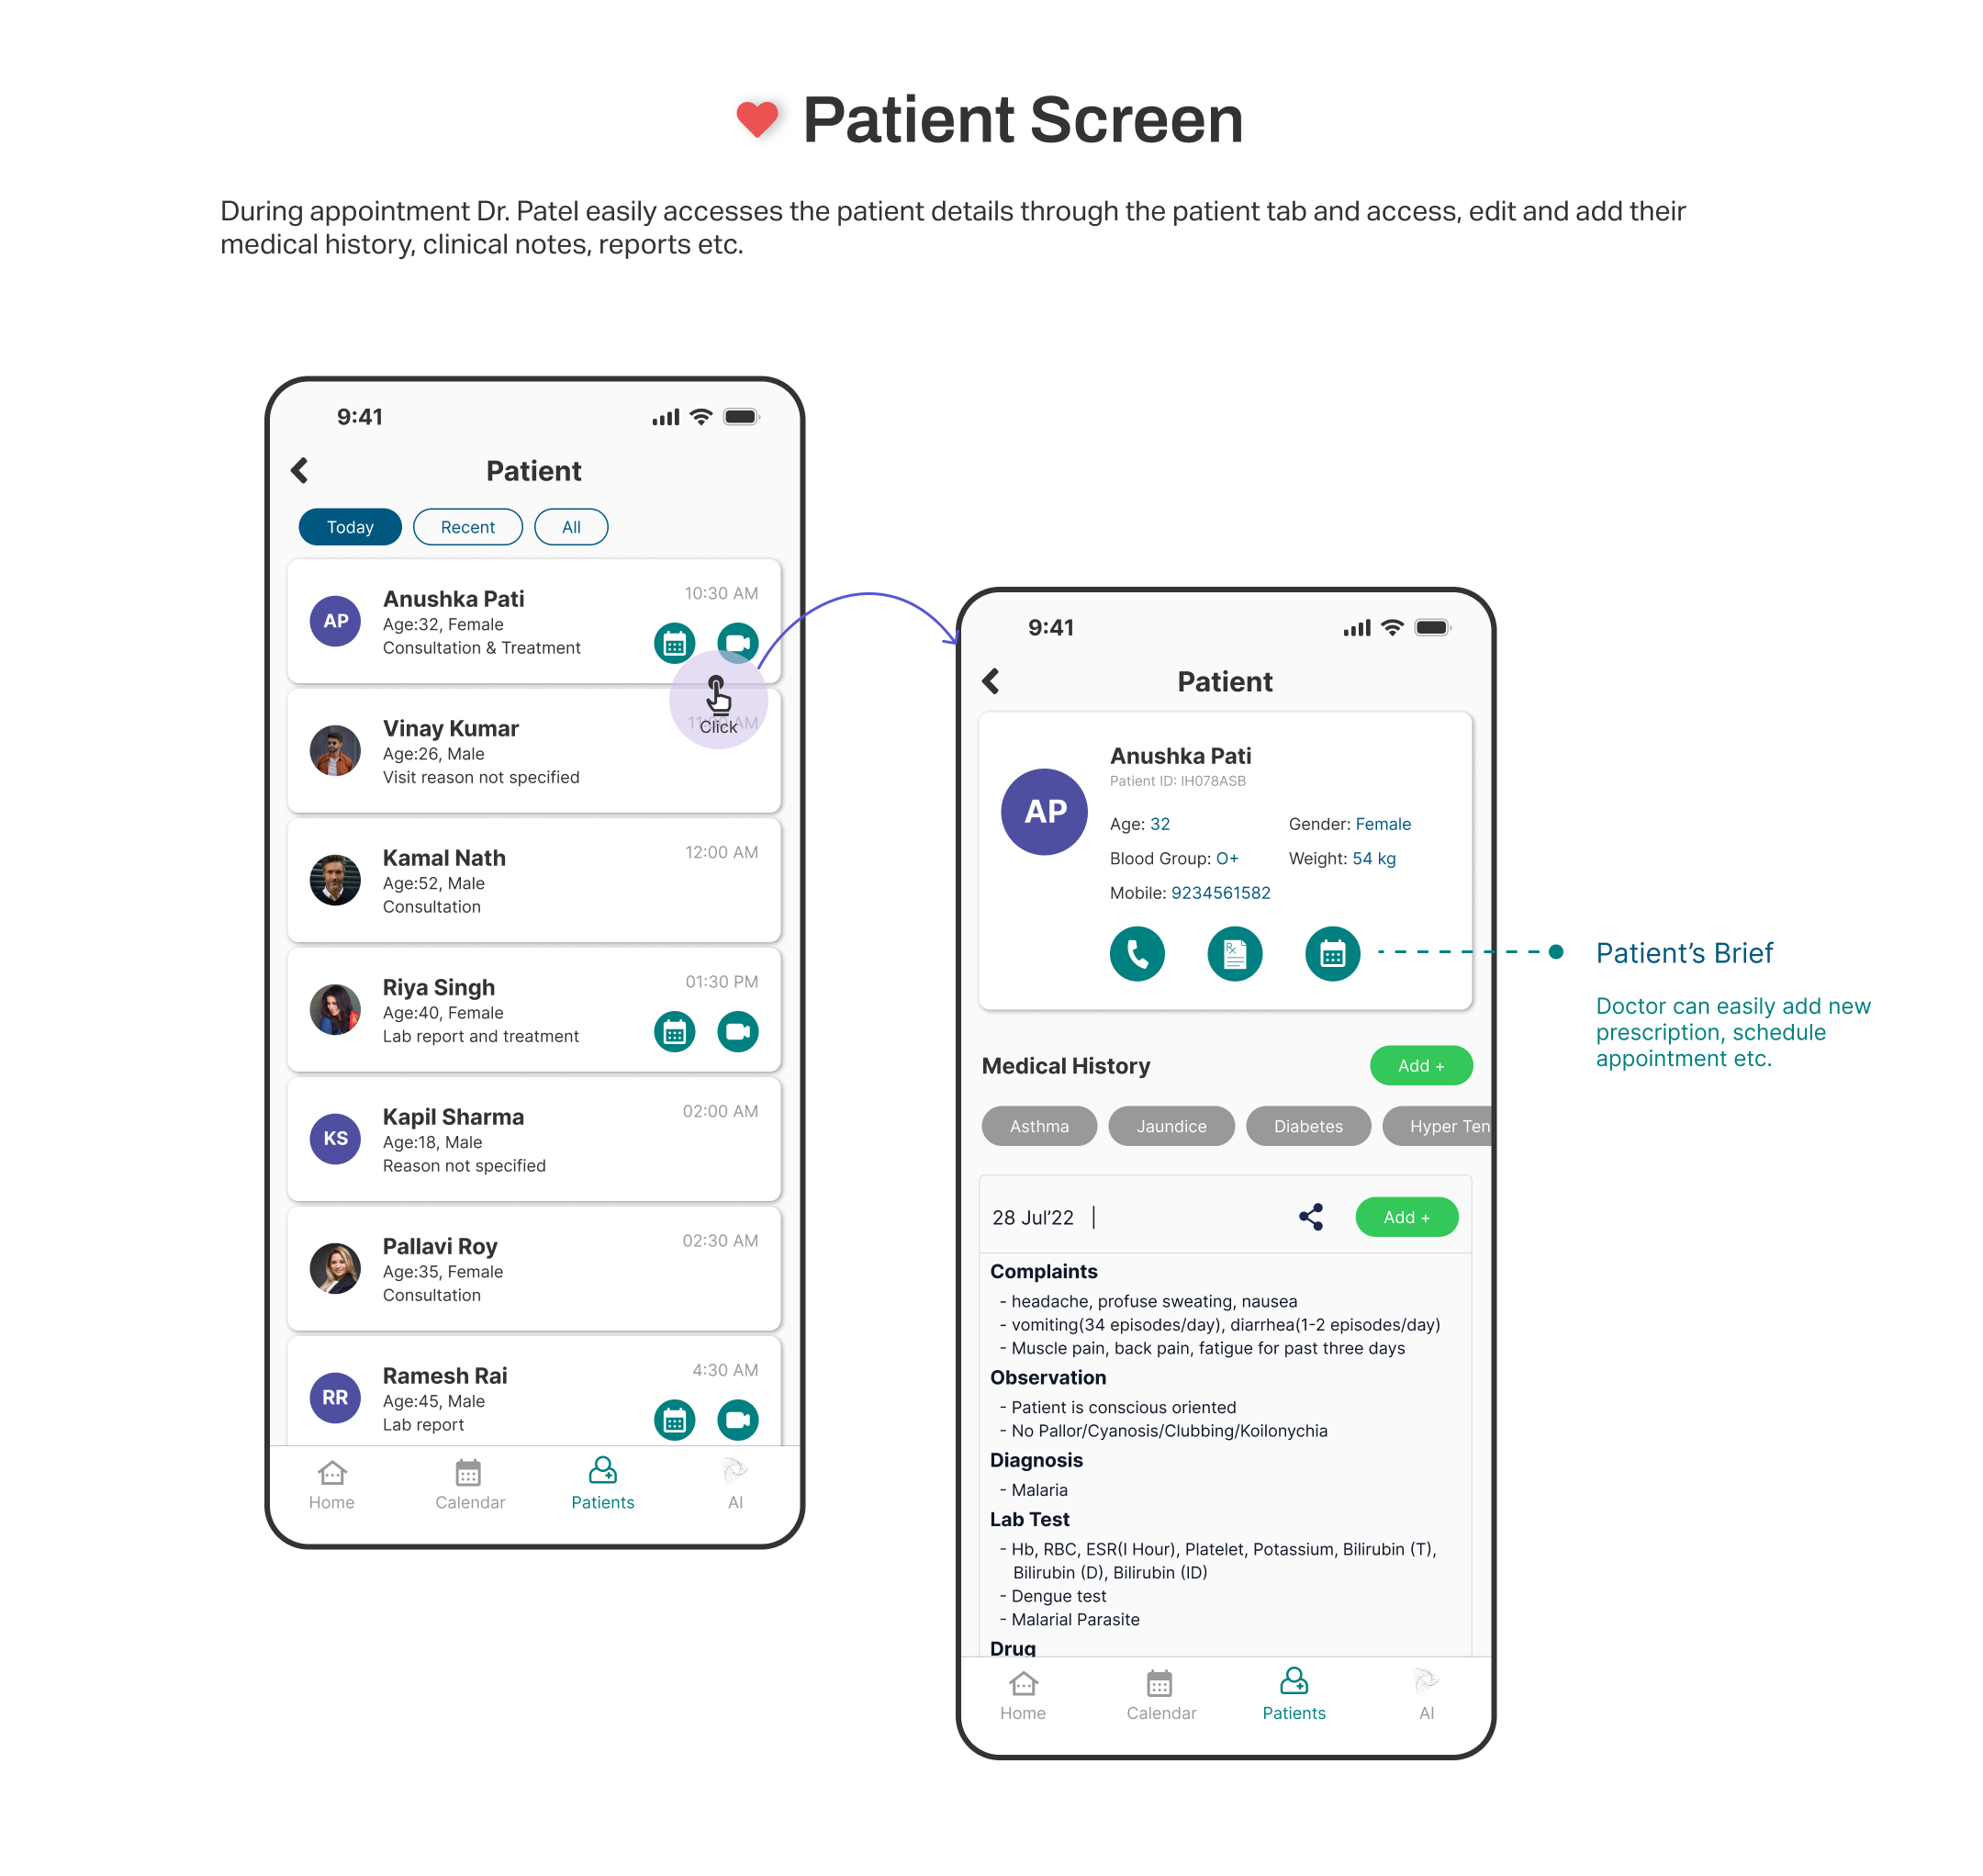 Patient Screen
During appointment Dr. Patel easily accesses the patient details through the patient tab and access, edit and add their
medical history, clinical notes, reports etc.
9:41
Patient
Today
Recent
All
AP
Anushka Pati
10:30 AM
Age:32, Female
Consultation & Treatment
Vinay Kumar
11:00 AM
Click
Age:26, Male
Visit reason not specified
Kamal Nath
12:00 AM
Age:52, Male
Consultation
Riya Singh
01:30 PM
Age:40, Female
Lab report and treatment
KS
Kapil Sharma
02:00 AM
Age:18, Male
Reason not specified
Pallavi Roy
02:30 AM
Age:35, Female
Consultation
RR
Ramesh Rai
4:30 AM
Age:45, Male
Lab report
Home
Calendar
Patients
AI
9:41
Patient
AP
Anushka Pati
Patient ID: IH078ASB
Age: 32
Gender: Female
Blood Group: O+
Weight: 54 kg
Mobile: 9234561582
Rx
Medical History
Add +
Asthma
Jaundice
Diabetes
Hyper Ten
28 Jul’22 |
Add +
Complaints
- headache, profuse sweating, nausea
- vomiting(34 episodes/day), diarrhea(1-2 episodes/day)
- Muscle pain, back pain, fatigue for past three days
Observation
- Patient is conscious oriented
- No Pallor/Cyanosis/Clubbing/Koilonychia
Diagnosis
- Malaria
Lab Test
- Hb, RBC, ESR(I Hour), Platelet, Potassium, Bilirubin (T),
Bilirubin (D), Bilirubin (ID)
- Dengue test
- Malarial Parasite
Drug
Home
Calendar
Patients
AI
Patient’s Brief
Doctor can easily add new
prescription, schedule
appointment etc.